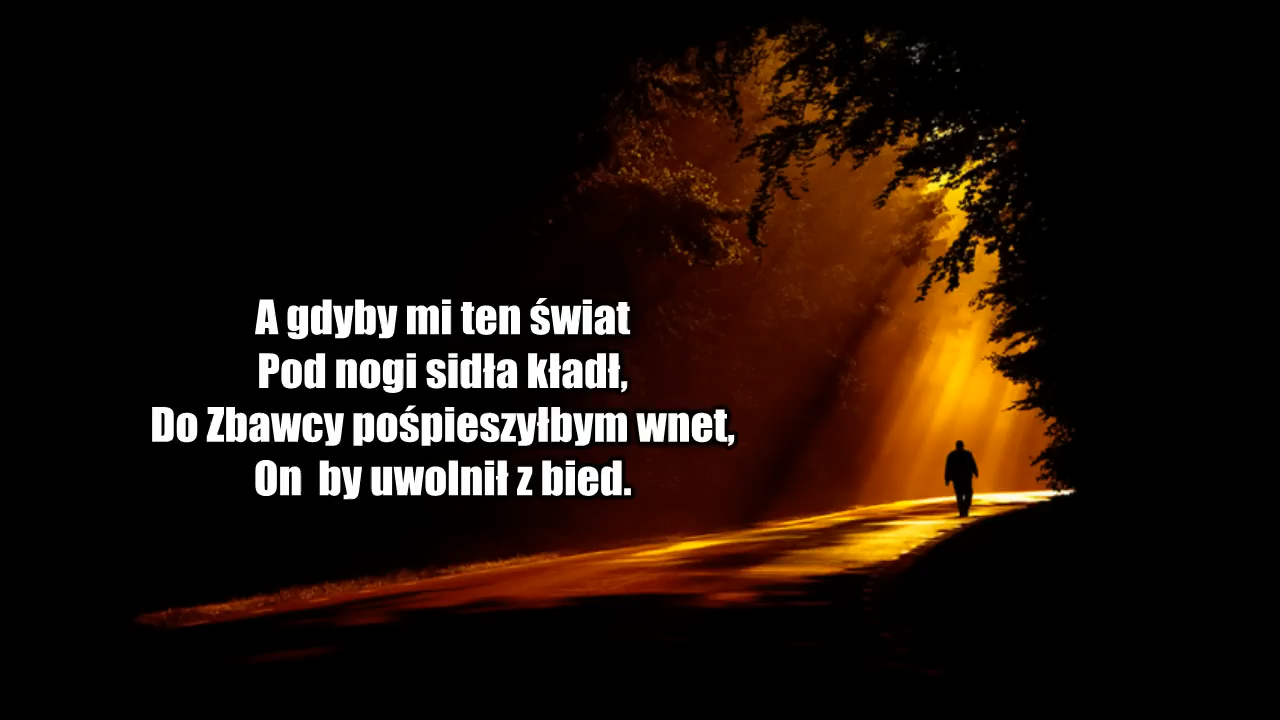 A gdyby mi ten świat
Pod nogi sidła kładł,
Do Zbawcy pośpieszyłbym wnet,
On  by uwolnił z bied.